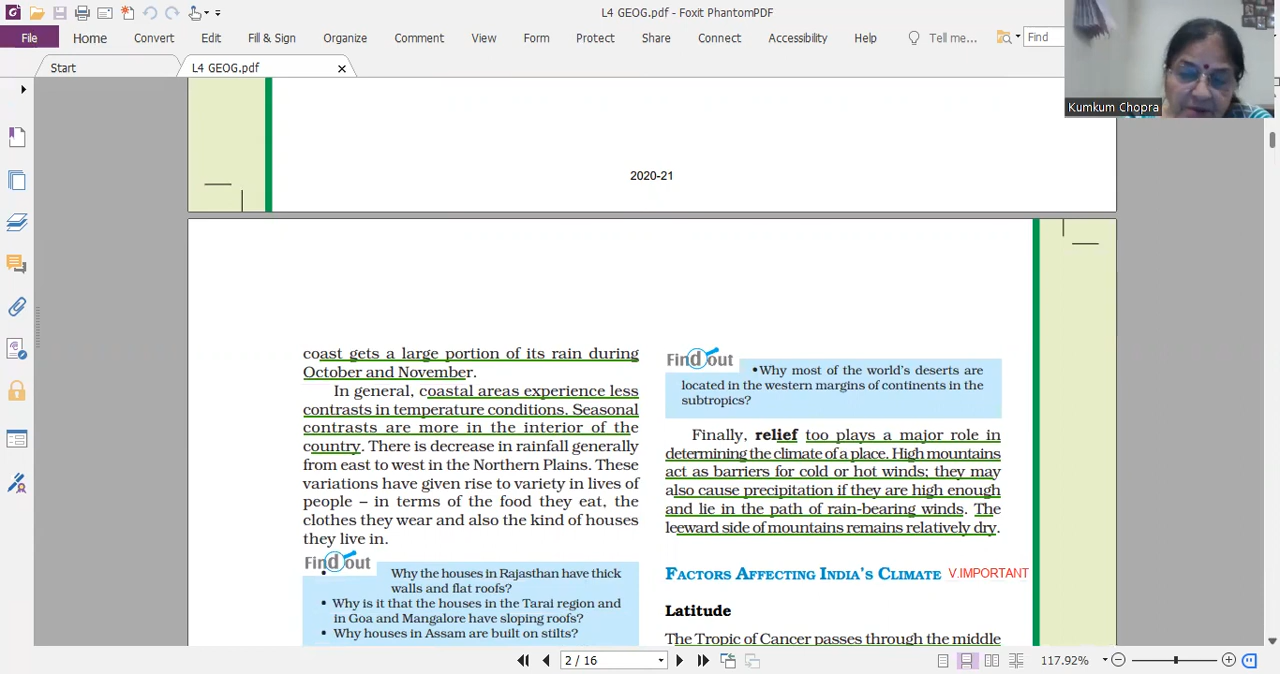 L4 GEOG.pdf - Foxit PhantomPDF
File Home Convert Edit Fill & Sign Organize Comment View Form Protect Share Connect Accessibility Help Tell me... Find
Start L4 GEOG.pdf
Kumkum Chopra
2020-21
coast gets a large portion of its rain during
October and November.
In general, coastal areas experience less
contrasts in temperature conditions. Seasonal
contrasts are more in the interior of the
country. There is decrease in rainfall generally
from east to west in the Northern Plains. These
variations have given rise to variety in lives of
people – in terms of the food they eat, the
clothes they wear and also the kind of houses
they live in.
Find out
• Why the houses in Rajasthan have thick
walls and flat roofs?
• Why is it that the houses in the Tarai region and
in Goa and Mangalore have sloping roofs?
• Why houses in Assam are built on stilts?
Find out
•Why most of the world's deserts are
located in the western margins of continents in the
subtropics?
Finally, relief too plays a major role in
determining the climate of a place. High mountains
act as barriers for cold or hot winds; they may
also cause precipitation if they are high enough
and lie in the path of rain-bearing winds. The
leeward side of mountains remains relatively dry.
FACTORS AFFECTING INDIA'S CLIMATE V.IMPORTANT
Latitude
The Tropic of Cancer passes through the middle
2 / 16
117.92%